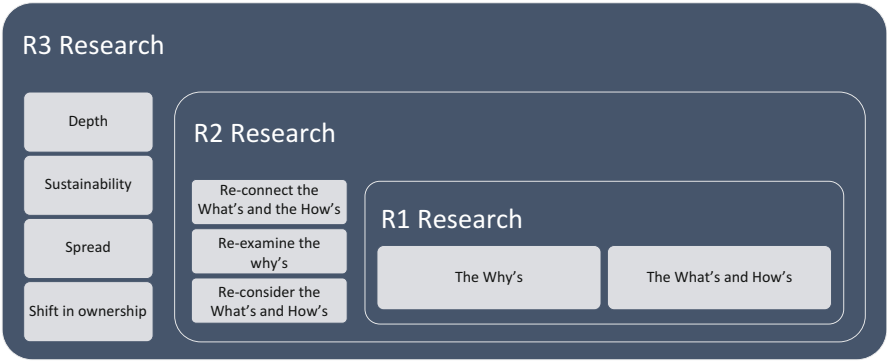 R3 Research
Depth
Sustainability
Spread
Shift in ownership
R2 Research
Re-connect the
What’s and the How’s
Re-examine the
why’s
Re-consider the
What’s and How’s
R1 Research
The Why’s
The What’s and How’s